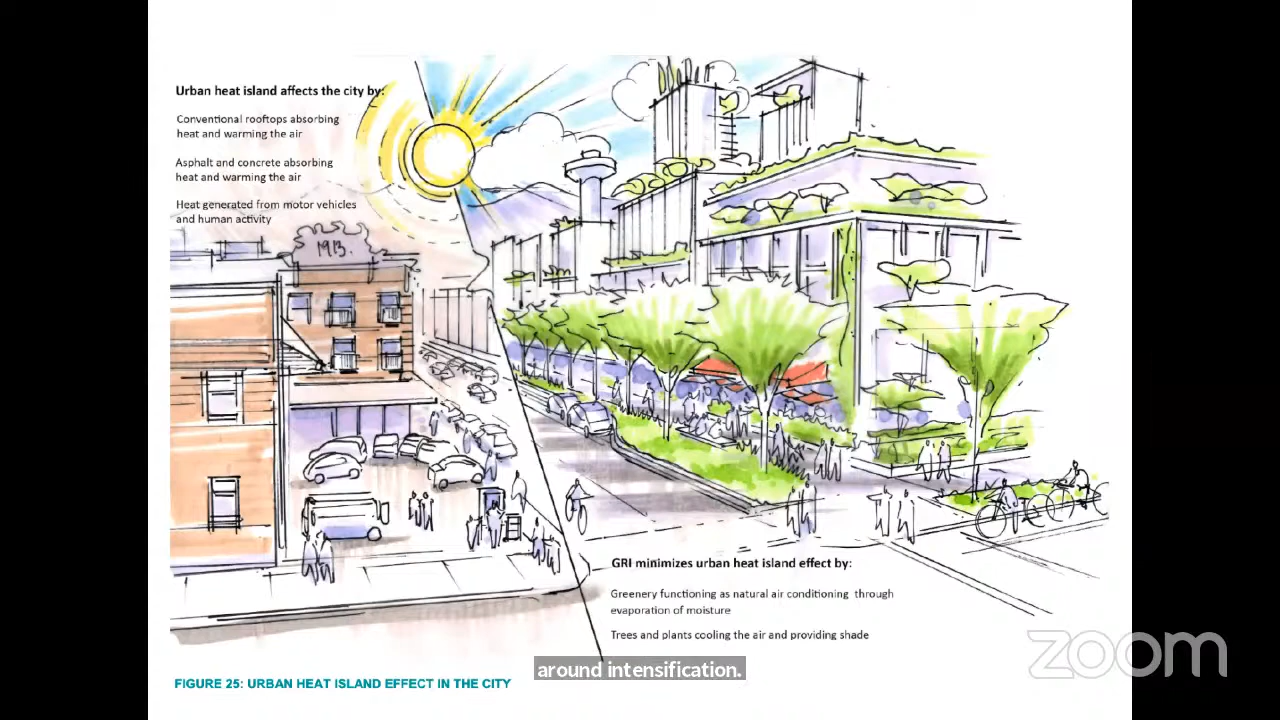 Urban heat island affects the city by:
Conventional rooftops absorbing
heat and warming the air
Asphalt and concrete absorbing
heat and warming the air
Heat generated from motor vehicles
and human activity
1913
GRI minimizes urban heat island effect by:
Greenery functioning as natural air conditioning through
evaporation of moisture
Trees and plants cooling the air and providing shade
zoom
around intensification.
FIGURE 25: URBAN HEAT ISLAND EFFECT IN THE CITY